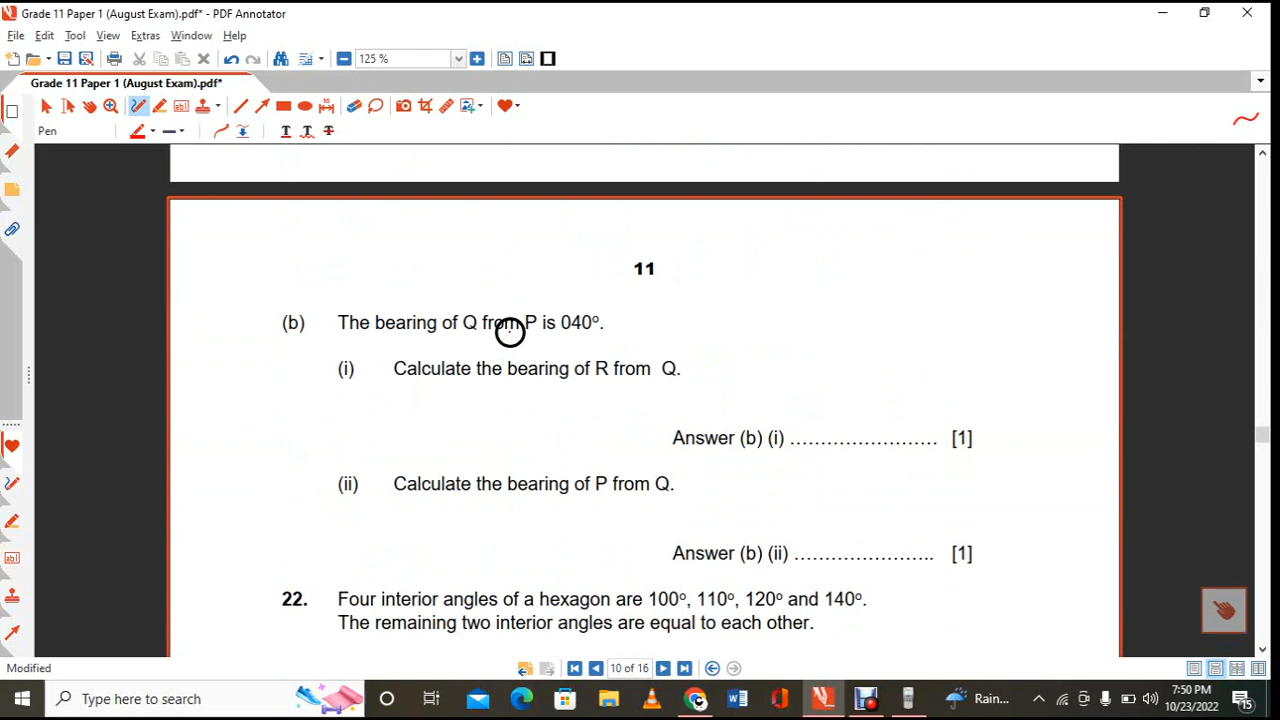 Grade 11 Paper 1 (August Exam).pdf* - PDF Annotator
File Edit Tool View Extras Window Help
125 %
Grade 11 Paper 1 (August Exam).pdf*
Pen
11
(b) The bearing of Q from P is 040°.
(i) Calculate the bearing of R from Q.
Answer (b) (i) …………………… [1]
(ii) Calculate the bearing of P from Q.
Answer (b) (ii) ………………….. [1]
22. Four interior angles of a hexagon are 100°, 110°, 120° and 140°.
The remaining two interior angles are equal to each other.
Modified
10 of 16
Type here to search
Rain...
7:50 PM
10/23/2022
15